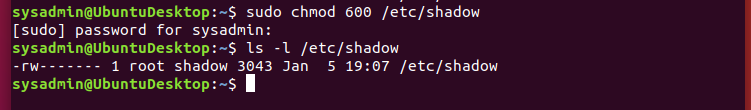 sysadmin@UbuntuDesktop:~$ sudo chmod 600 /etc/shadow
[sudo] password for sysadmin:
sysadmin@UbuntuDesktop:~$ ls -l /etc/shadow
-rw------- 1 root shadow 3043 Jan  5 19:07 /etc/shadow
sysadmin@UbuntuDesktop:~$